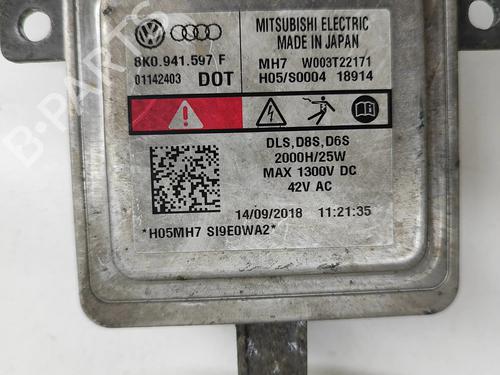 MITSUBISHI ELECTRIC
MADE IN JAPAN
8K0.941.597 F
MH7 W003T22171
01142403 DOT
H05/S0004 18914
DLS,D8S,D6S
2000H/25W
MAX 1300V DC
42V AC
14/09/2018 11:21:35
*H05MH7 SI9E0WA2*
B-PARTS